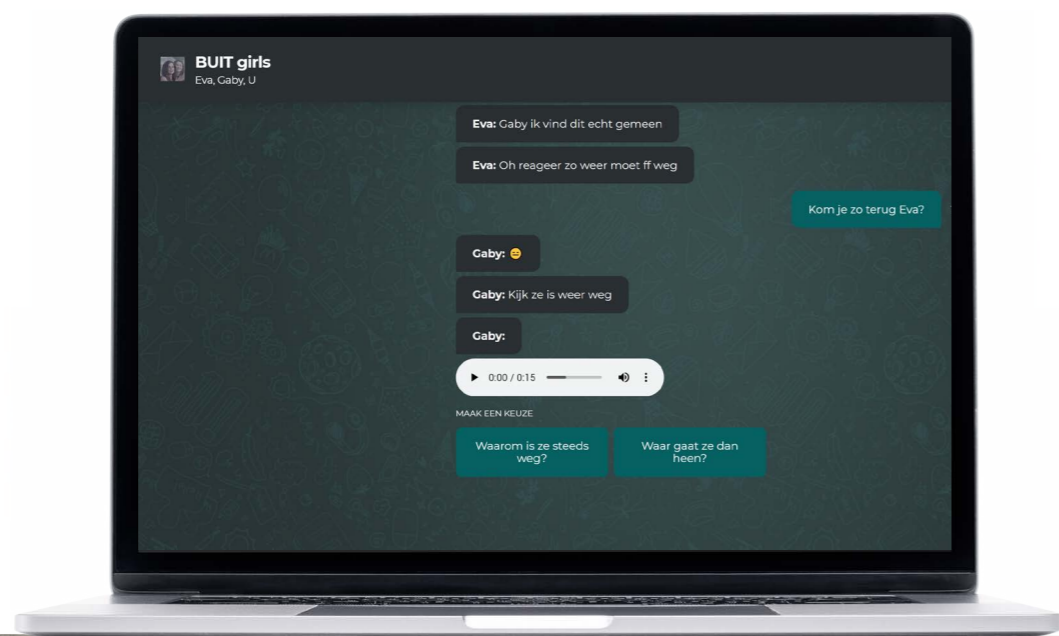 BUIT girls
Eva, Gaby, U
Eva: Gaby ik vind dit echt gemeen
Eva: Oh reageer zo weer moet ff weg
Kom je zo terug Eva?
Gaby: 😑
Gaby: Kijk ze is weer weg
Gaby:
0:00 / 0:15
MAAK EEN KEUZE
Waarom is ze steeds
weg?
Waar gaat ze dan
heen?